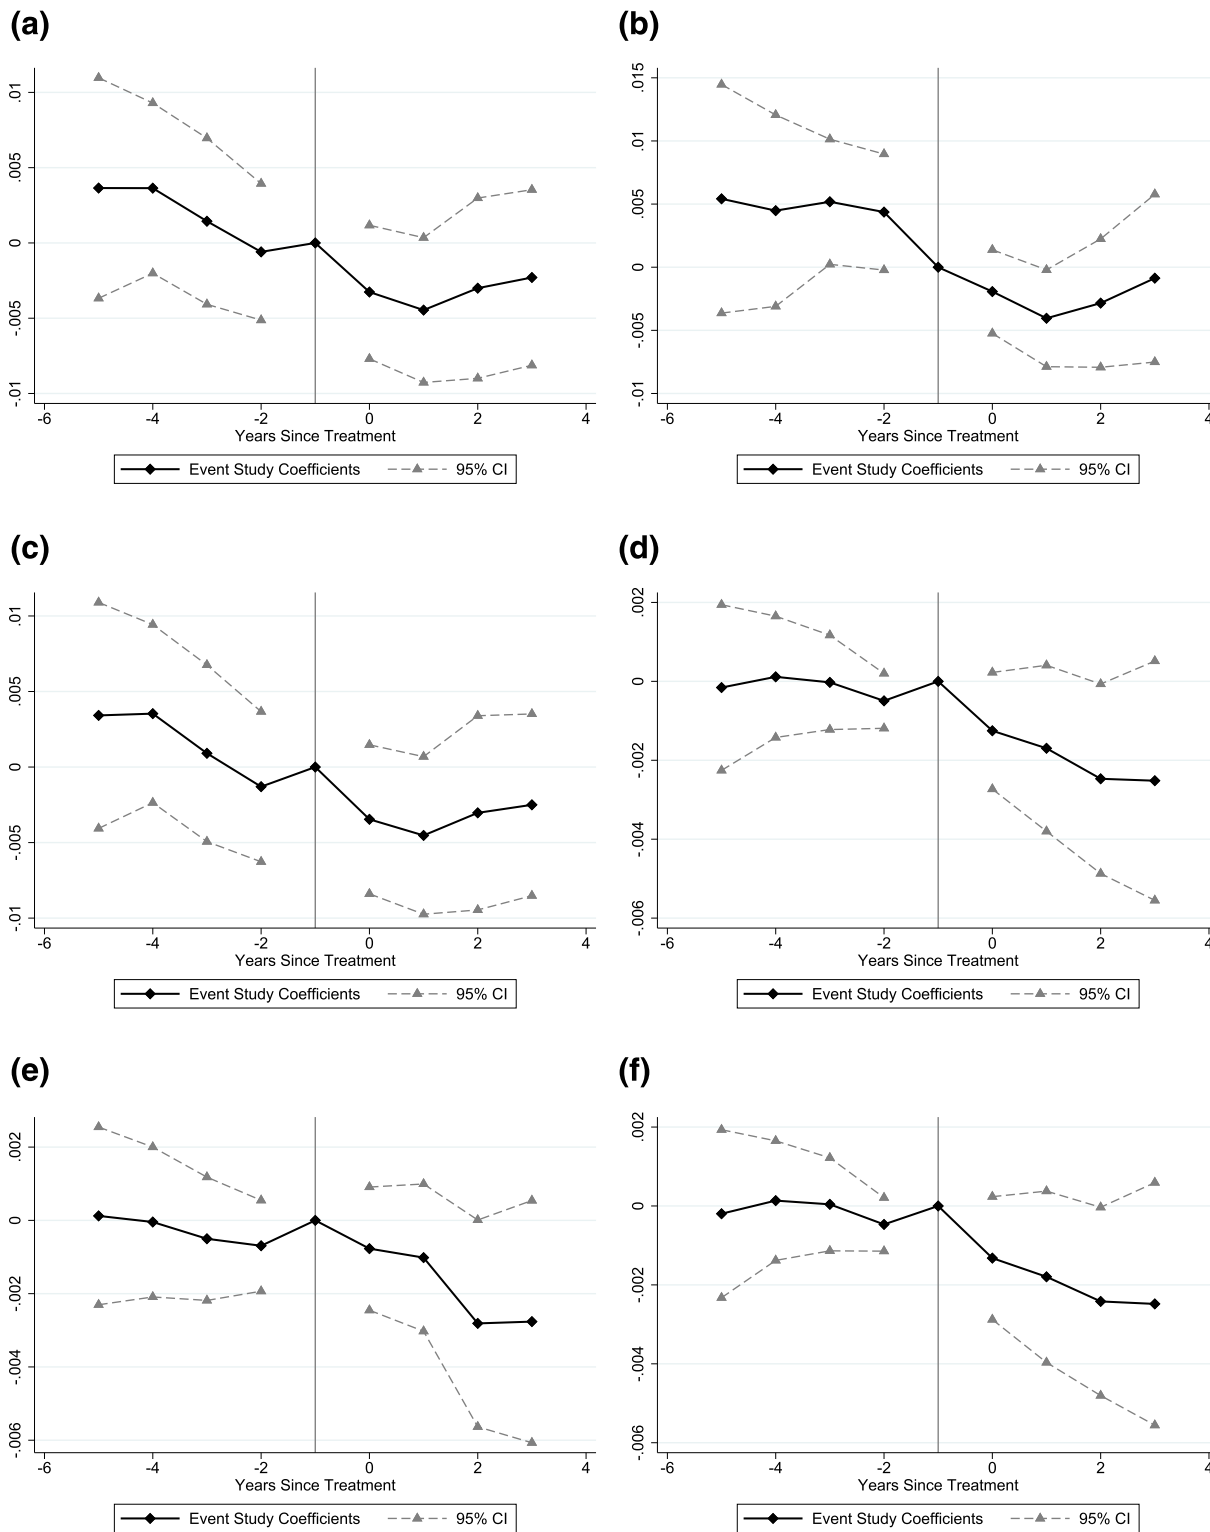 (a)
.01
.005
0
-.005
-.01
-6 -4 -2 0 2 4
Years Since Treatment
Event Study Coefficients 95% CI
(b)
.015
.01
.005
0
-.005
-.01
-6 -4 -2 0 2 4
Years Since Treatment
Event Study Coefficients 95% CI
(c)
.01
.005
0
-.005
-.01
-6 -4 -2 0 2 4
Years Since Treatment
Event Study Coefficients 95% CI
(d)
.002
0
-.002
-.004
-.006
-6 -4 -2 0 2 4
Years Since Treatment
Event Study Coefficients 95% CI
(e)
.002
0
-.002
-.004
-.006
-6 -4 -2 0 2 4
Years Since Treatment
Event Study Coefficients 95% CI
(f)
.002
0
-.002
-.004
-.006
-6 -4 -2 0 2 4
Years Since Treatment
Event Study Coefficients 95% CI